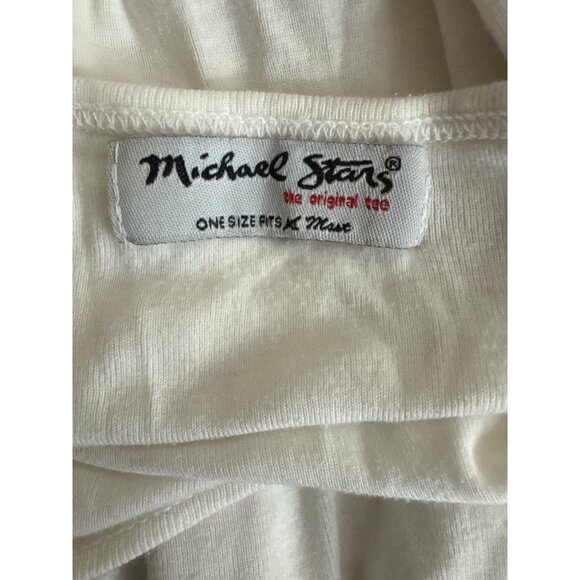 Michael Stars®
the original tee
ONE SIZE FITS Most